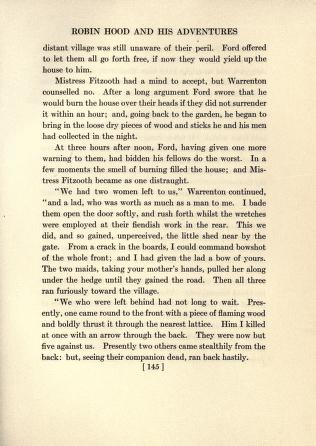 ROBIN HOOD AND HIS ADVENTURES
distant village was still unaware of their peril. Ford offered
to let them all go forth free, if now they would yield up the
house to him.
Mistress Fitzooth had a mind to accept, but Warrenton
counselled no. After a long argument Ford swore that he
would burn the house over their heads if they did not surrender
it within an hour; and, going back to the garden, he began to
bring in the loose dry pieces of wood and sticks he and his men
had collected in the night.
At three hours after noon, Ford, having given one more
warning to them, had bidden his fellows do the worst. In a
few moments the smell of burning filled the house; and Mis-
tress Fitzooth became as one distraught.
"We had two women left to us," Warrenton continued,
"and a lad, who was worth as much as a man to me. I bade
them open the door softly, and rush forth whilst the wretches
were employed at their fiendish work in the rear. This we
did, and so gained, unperceived, the little shed near by the
gate. From a crack in the boards, I could command bowshot
of the whole front; and I had given the lad a bow of yours.
The two maids, taking your mother's hands, pulled her along
under the hedge until they gained the road. Then all three
ran furiously toward the village.
"We who were left behind had not long to wait. Pres-
ently, one came round to the front with a piece of flaming wood
and boldly thrust it through the nearest lattice. Him I killed
at once with an arrow through the back. They were now but
five against us. Presently two others came stealthily from the
back: but, seeing their companion dead, ran back hastily.
[ 145 ]